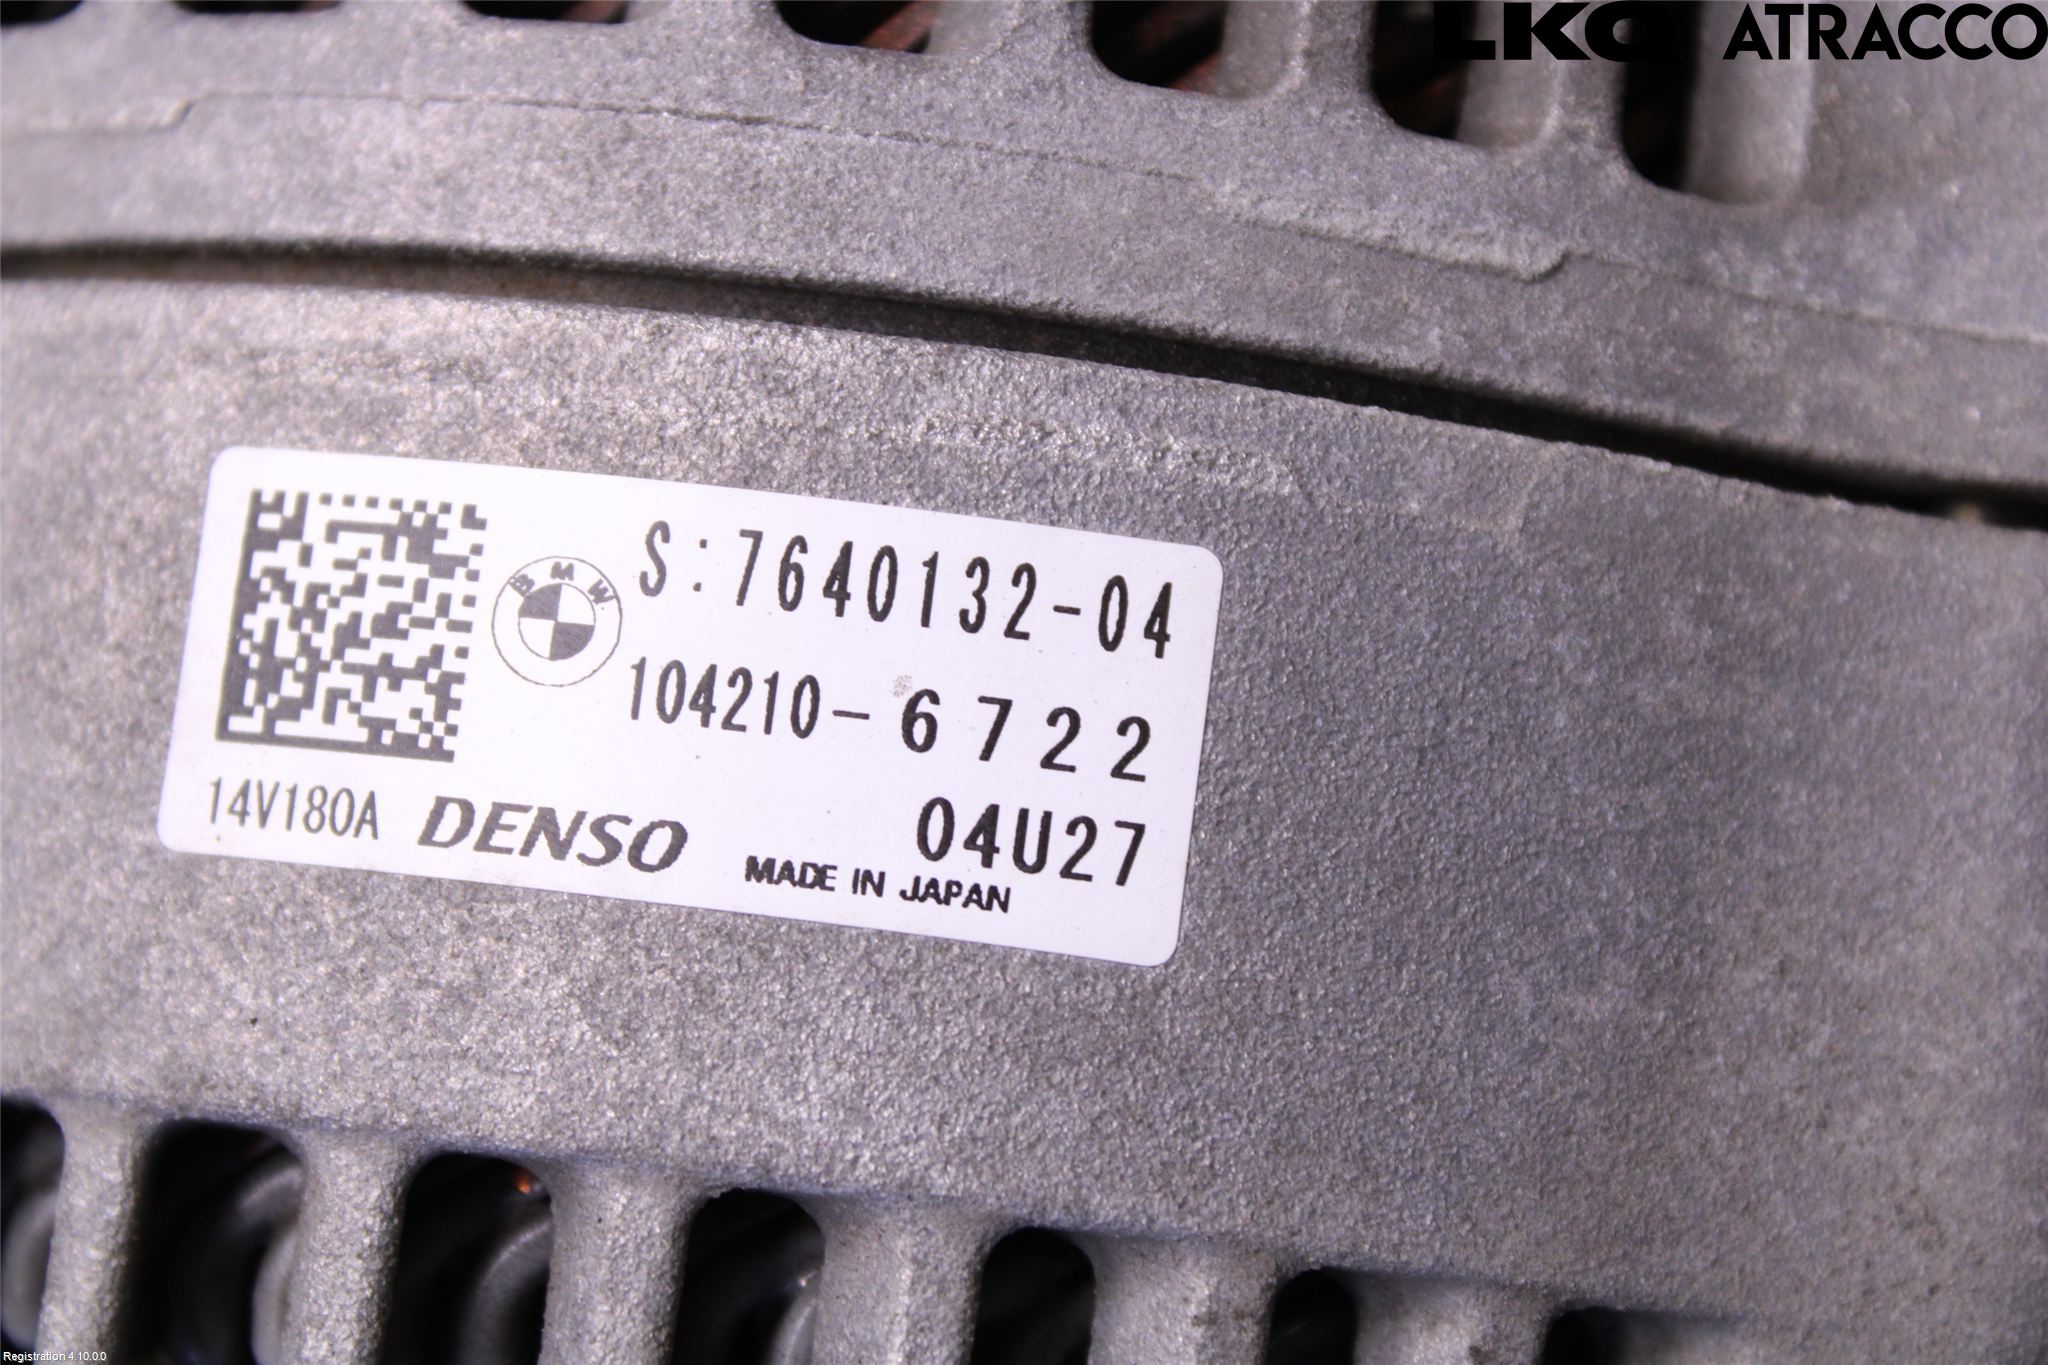 LKQ ATRACCO
BMW
S:7640132-04
104210-6722
14V180A DENSO 04U27
MADE IN JAPAN
Registration 4.10.0.0